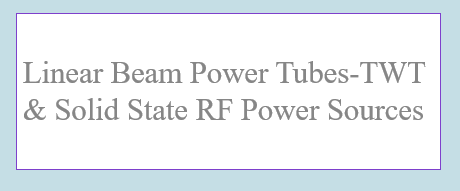 Linear Beam Power Tubes-TWT
& Solid State RF Power Sources